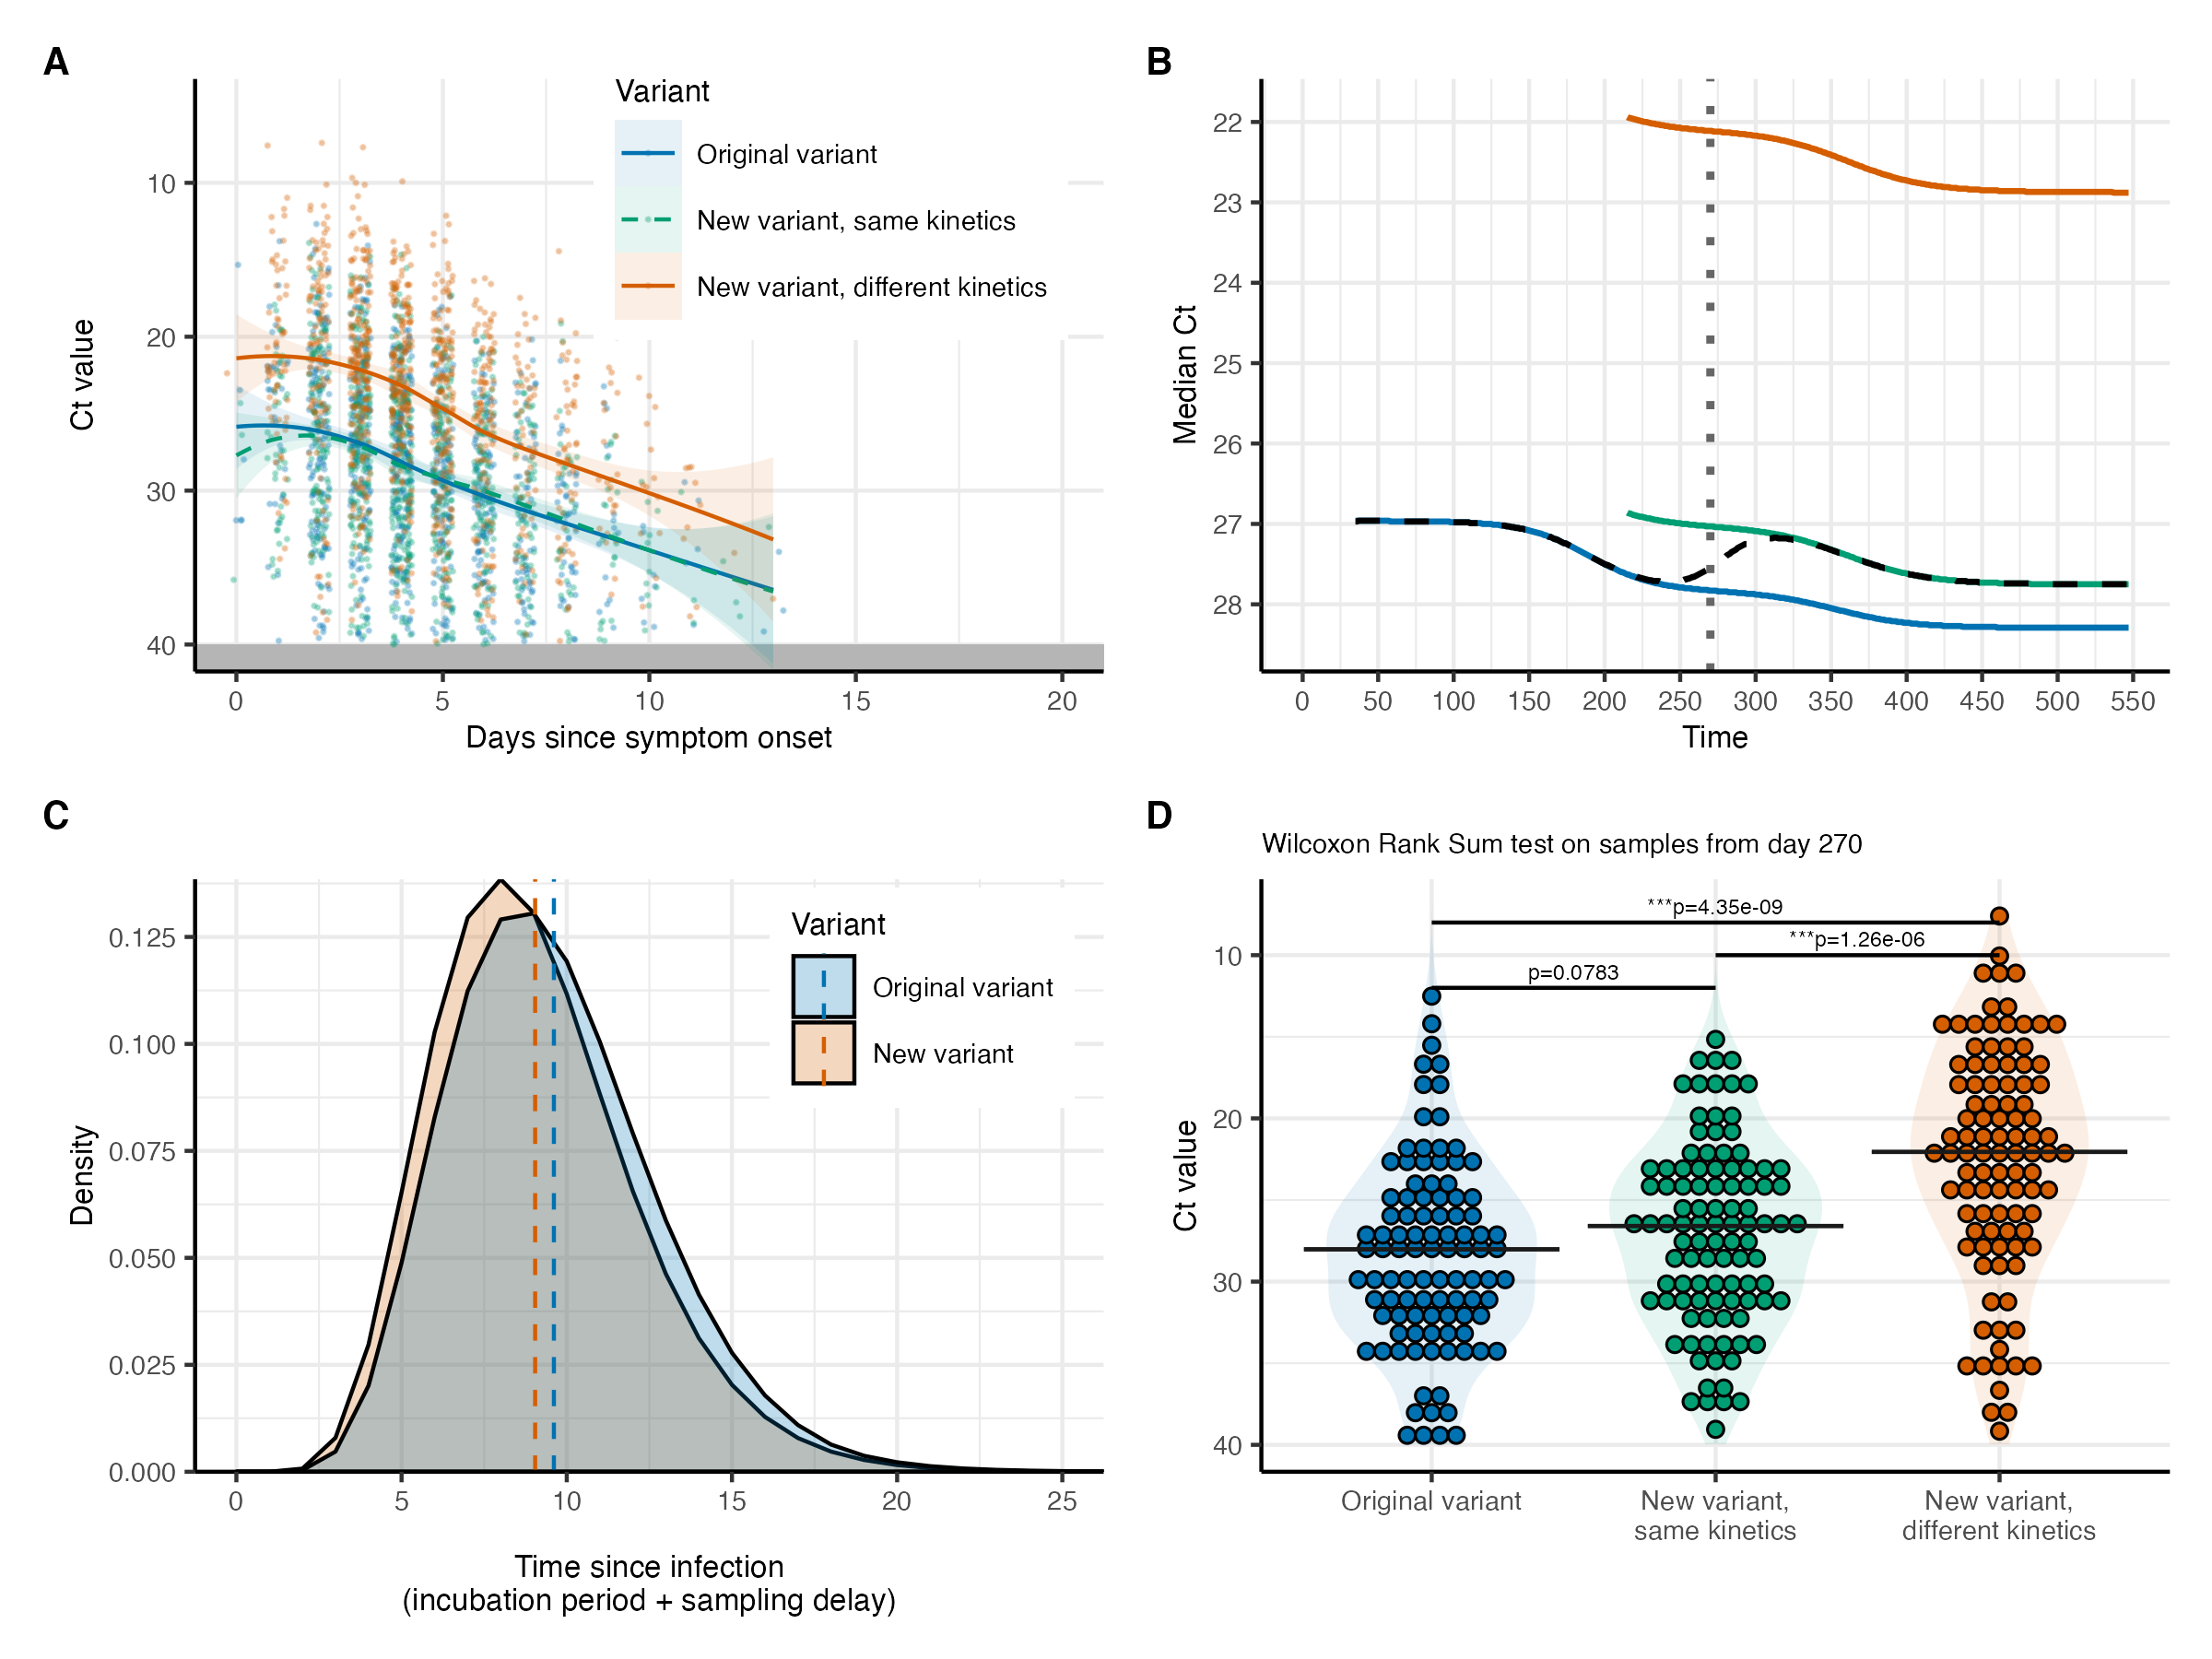 A
Variant
Original variant
New variant, same kinetics
New variant, different kinetics
Ct value
10
20
30
40
0
5
10
15
20
Days since symptom onset
B
Median Ct
22
23
24
25
26
27
28
0
50
100
150
200
250
300
350
400
450
500
550
Time
C
Variant
Original variant
New variant
Density
0.125
0.100
0.075
0.050
0.025
0.000
0
5
10
15
20
25
Time since infection
(incubation period + sampling delay)
D
Wilcoxon Rank Sum test on samples from day 270
***p=4.35e-09
***p=1.26e-06
p=0.0783
Ct value
10
20
30
40
Original variant
New variant,
same kinetics
New variant,
different kinetics